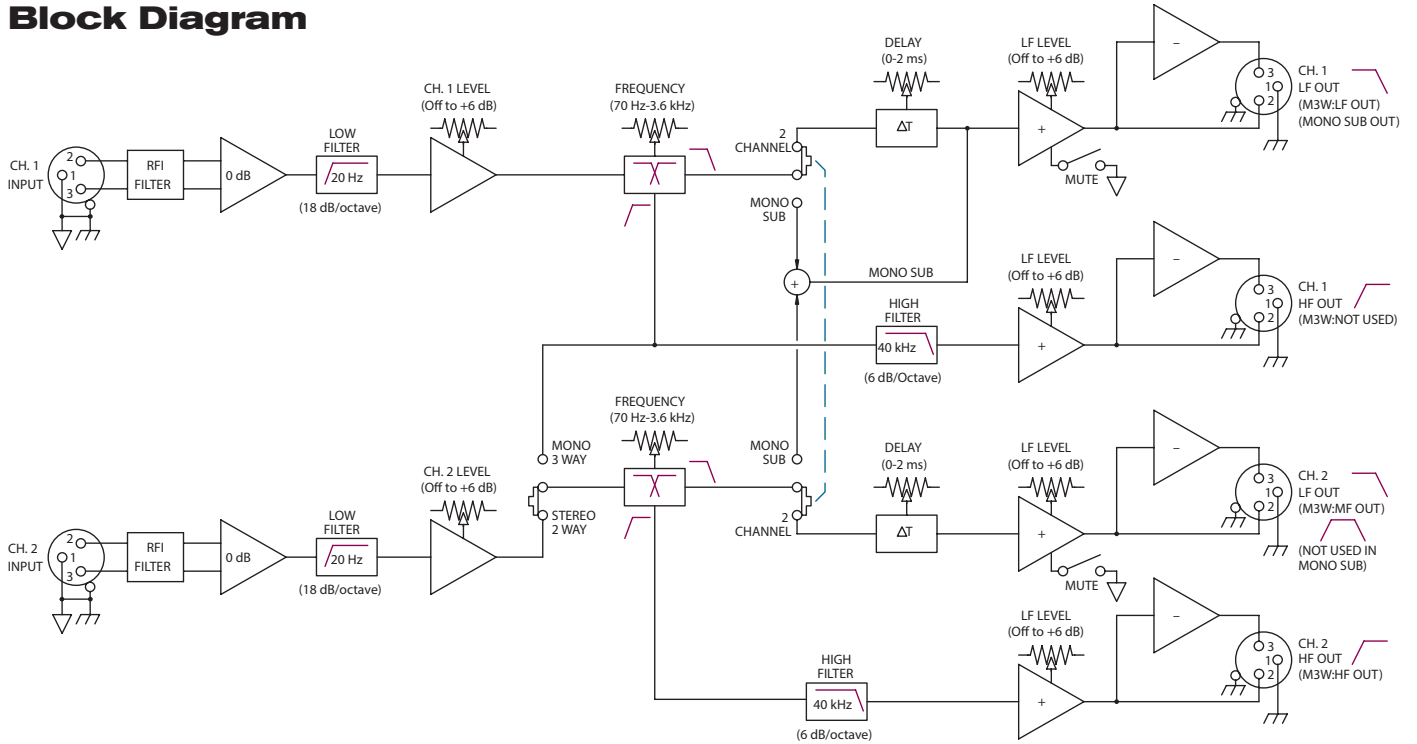 Block Diagram
CH. 1
INPUT
2
1
3
RFI
FILTER
0 dB
LOW
FILTER
20 Hz
(18 dB/octave)
CH. 1 LEVEL
(Off to +6 dB)
FREQUENCY
(70 Hz-3.6 kHz)
2
CHANNEL
MONO
SUB
+
MONO SUB
DELAY
(0-2 ms)
ΔT
LF LEVEL
(Off to +6 dB)
+
MUTE
–
3
1
2
CH. 1
LF OUT
(M3W:LF OUT)
(MONO SUB OUT)
HIGH
FILTER
40 kHz
(6 dB/Octave)
LF LEVEL
(Off to +6 dB)
+
–
3
1
2
CH. 1
HF OUT
(M3W:NOT USED)
CH. 2
INPUT
2
1
3
RFI
FILTER
0 dB
LOW
FILTER
20 Hz
(18 dB/octave)
CH. 2 LEVEL
(Off to +6 dB)
MONO
3 WAY
STEREO
2 WAY
FREQUENCY
(70 Hz-3.6 kHz)
MONO
SUB
2
CHANNEL
DELAY
(0-2 ms)
ΔT
LF LEVEL
(Off to +6 dB)
+
MUTE
–
3
1
2
CH. 2
LF OUT
(M3W:MF OUT)
(NOT USED IN
MONO SUB)
HIGH
FILTER
40 kHz
(6 dB/octave)
LF LEVEL
(Off to +6 dB)
+
–
3
1
2
CH. 2
HF OUT
(M3W:HF OUT)